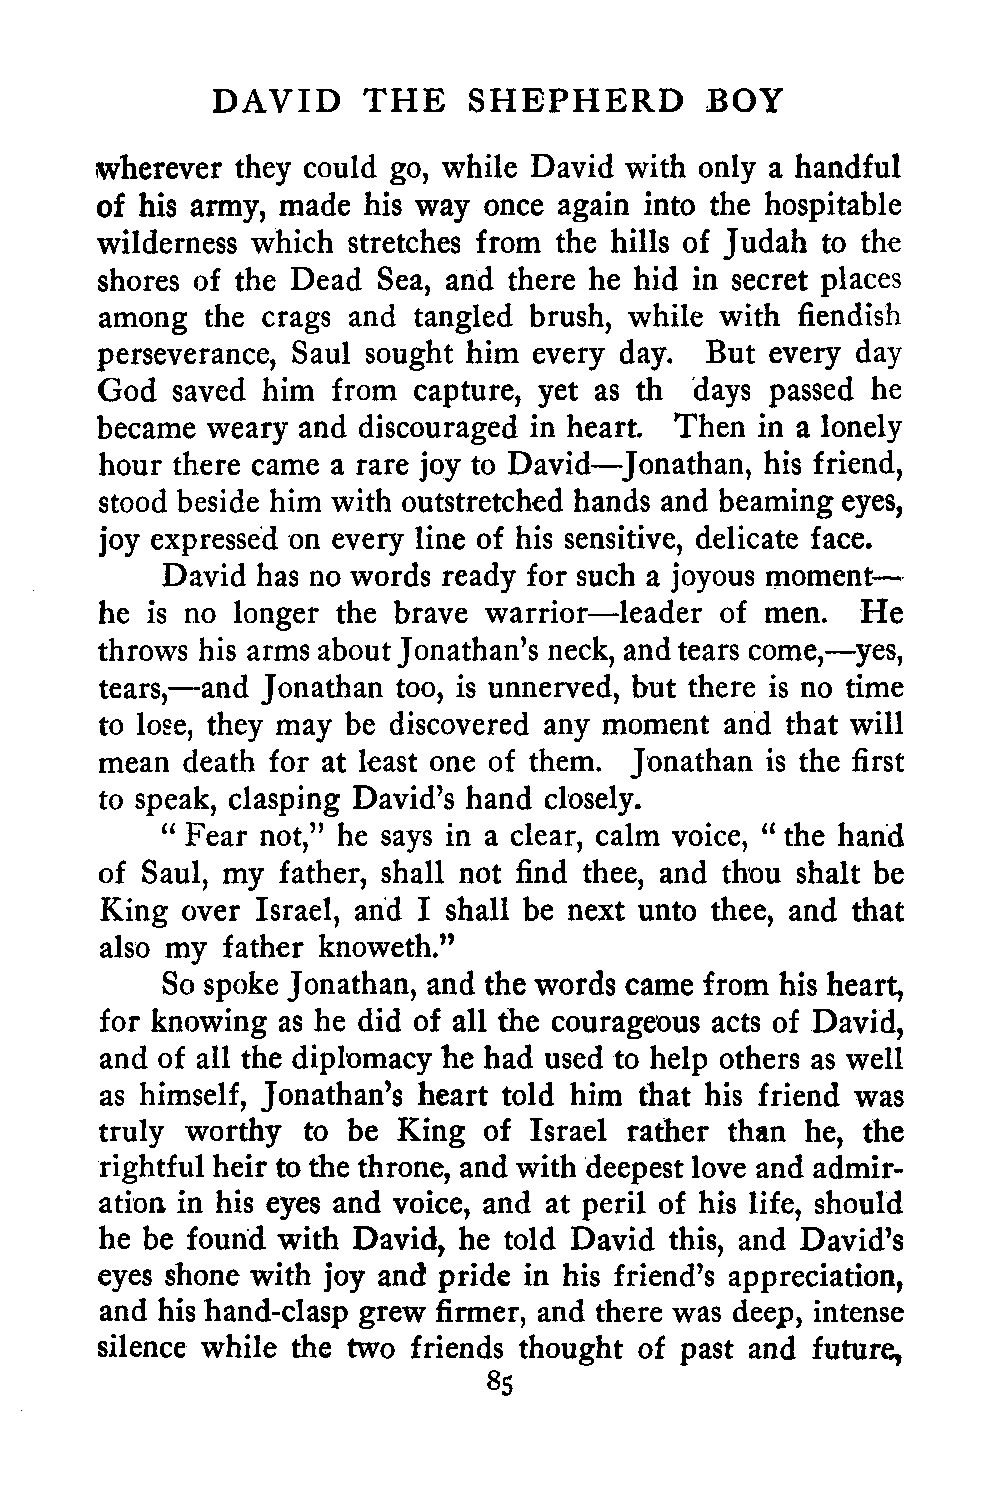 DAVID THE SHEPHERD BOY
wherever they could go, while David with only a handful
of his army, made his way once again into the hospitable
wilderness which stretches from the hills of Judah to the
shores of the Dead Sea, and there he hid in secret places
among the crags and tangled brush, while with fiendish
perseverance, Saul sought him every day. But every day
God saved him from capture, yet as th days passed he
became weary and discouraged in heart. Then in a lonely
hour there came a rare joy to David—Jonathan, his friend,
stood beside him with outstretched hands and beaming eyes,
joy expressed on every line of his sensitive, delicate face.
David has no words ready for such a joyous moment—
he is no longer the brave warrior—leader of men. He
throws his arms about Jonathan's neck, and tears come,—yes,
tears,—and Jonathan too, is unnerved, but there is no time
to lose, they may be discovered any moment and that will
mean death for at least one of them. Jonathan is the first
to speak, clasping David's hand closely.
" Fear not," he says in a clear, calm voice, " the hand
of Saul, my father, shall not find thee, and thou shalt be
King over Israel, and I shall be next unto thee, and that
also my father knoweth."
So spoke Jonathan, and the words came from his heart,
for knowing as he did of all the courageous acts of David,
and of all the diplomacy he had used to help others as well
as himself, Jonathan's heart told him that his friend was
truly worthy to be King of Israel rather than he, the
rightful heir to the throne, and with deepest love and admir-
ation in his eyes and voice, and at peril of his life, should
he be found with David, he told David this, and David's
eyes shone with joy and pride in his friend's appreciation,
and his hand-clasp grew firmer, and there was deep, intense
silence while the two friends thought of past and future,
85